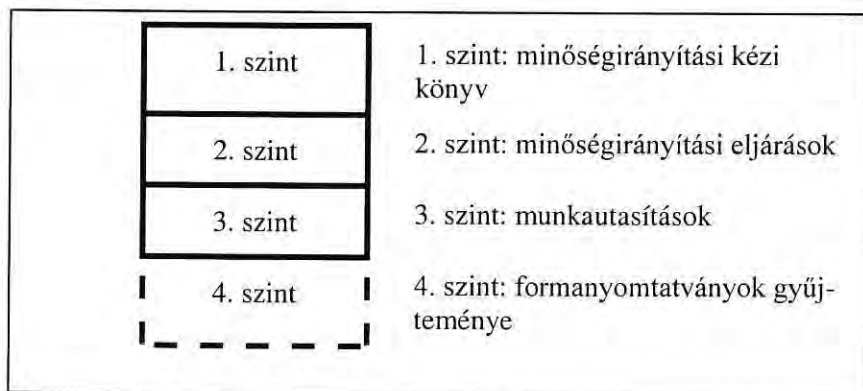 1. szint
1. szint: minőségirányítási kézi
könyv
2. szint
2. szint: minőségirányítási eljárások
3. szint
3. szint: munkautasítások
4. szint
4. szint: formanyomtatványok gyűj-
teménye